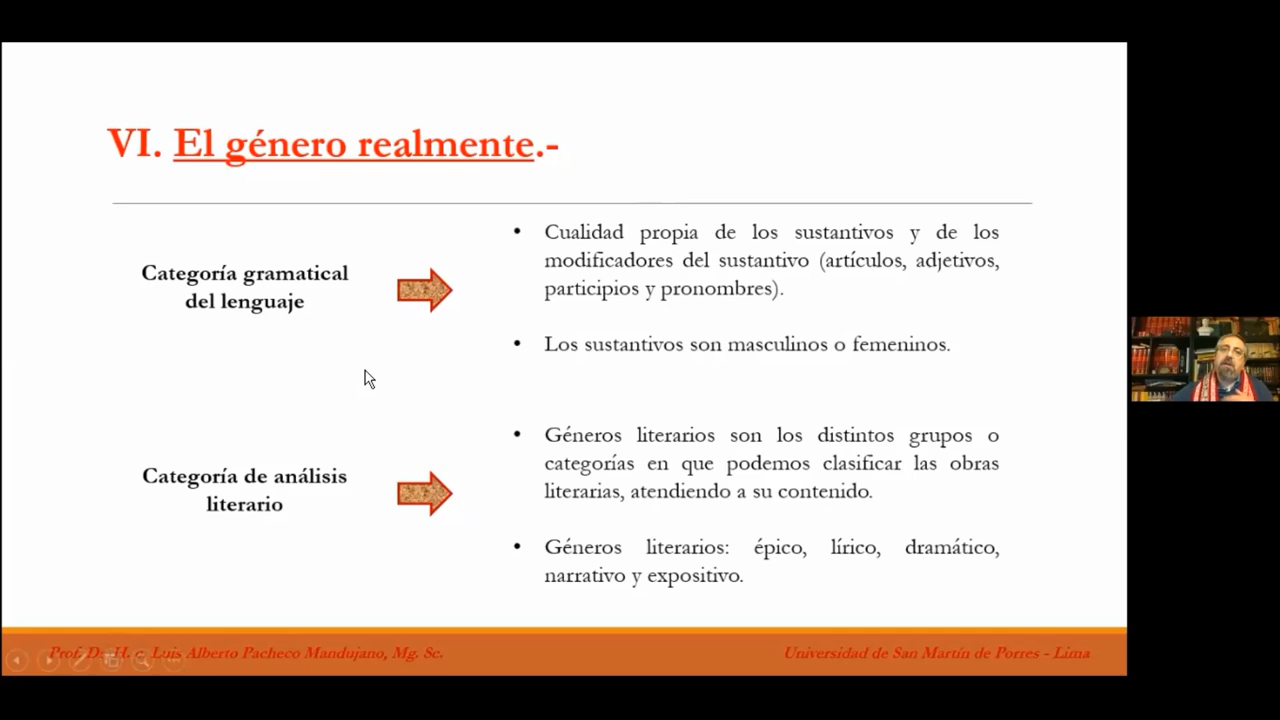 VI. El género realmente.-
Categoría gramatical
del lenguaje
• Cualidad propia de los sustantivos y de los
modificadores del sustantivo (artículos, adjetivos,
participios y pronombres).
• Los sustantivos son masculinos o femeninos.
Categoría de análisis
literario
• Géneros literarios son los distintos grupos o
categorías en que podemos clasificar las obras
literarias, atendiendo a su contenido.
• Géneros literarios: épico, lírico, dramático,
narrativo y expositivo.
Prof. Dr. H. c. Luis Alberto Pacheco Mandujano, Mg. Sc.
Universidad de San Martín de Porres - Lima